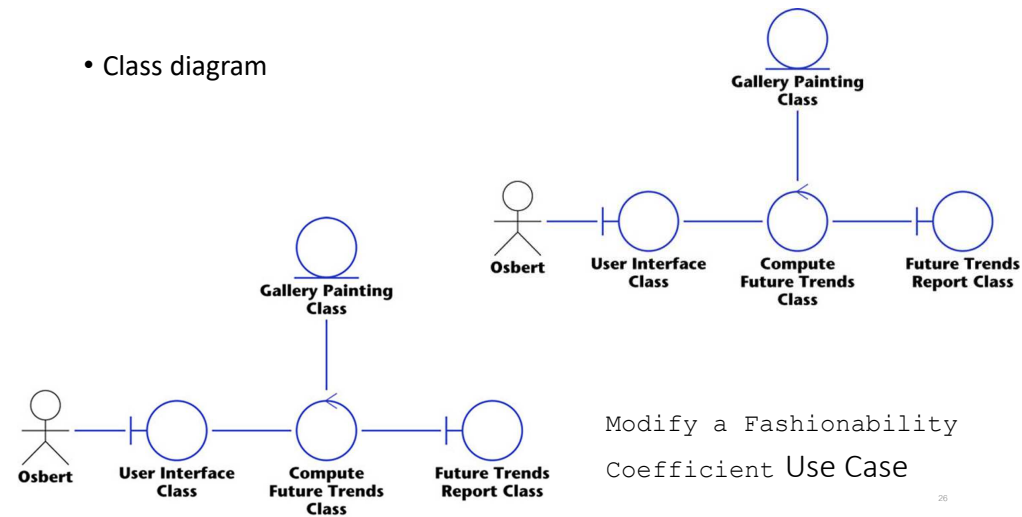 • Class diagram
Gallery Painting
Class
Osbert
User Interface
Class
Compute
Future Trends
Class
Future Trends
Report Class
Gallery Painting
Class
Osbert
User Interface
Class
Compute
Future Trends
Class
Future Trends
Report Class
Modify a Fashionability
Coefficient Use Case
26